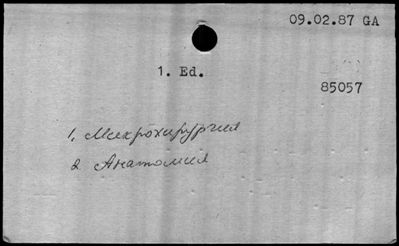 09.02.87 GA
1. Ed.
85057
1. Микрохирургия
2. Анатомия